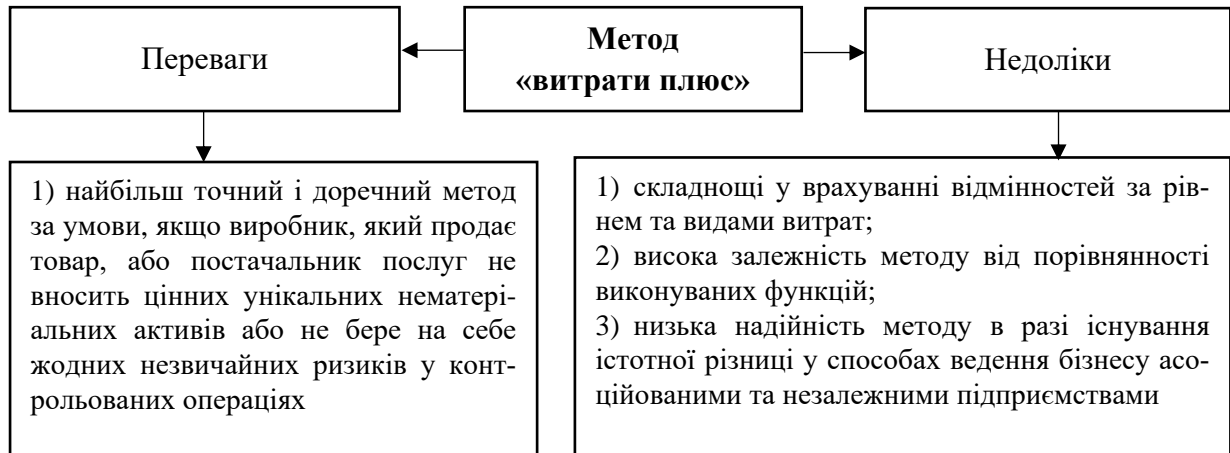 Переваги
Метод
«витрати плюс»
Недоліки
1) найбільш точний і доречний метод
за умови, якщо виробник, який продає
товар, або постачальник послуг не
вносить цінних унікальних нематері-
альних активів або не бере на себе
жодних незвичайних ризиків у конт-
рольованих операціях
1) складнощі у врахуванні відмінностей за рів-
нем та видами витрат;
2) висока залежність методу від порівнянності
виконуваних функцій;
3) низька надійність методу в разі існування
істотної різниці у способах ведення бізнесу асо-
ційованими та незалежними підприємствами